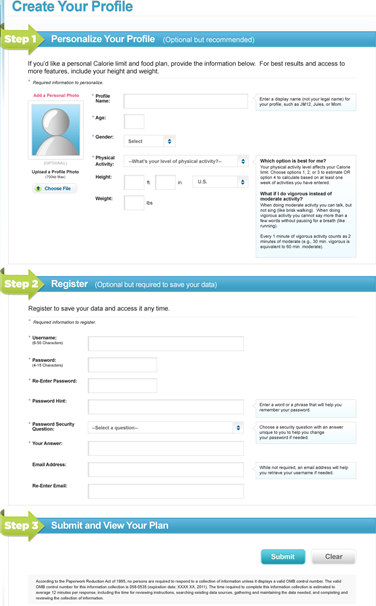 Create Your Profile
Step 1 Personalize Your Profile (Optional but recommended)
If you'd like a personal Calorie limit and food plan, provide the information below. For best results and access to
more features, include your height and weight.
* Required information to personalize.
Add a Personal Photo
(OPTIONAL)
Upload a Profile Photo
(700kb Max)
Choose File
* Profile Name:
Enter a display name (not your legal name) for
your profile, such as JM12, Jules, or Mom
* Age:
* Gender:
Select
* Physical Activity:
--What's your level of physical activity?--
Height:
ft
in
U.S.
Weight:
lbs
Which option is best for me?
Your physical activity level affects your Calorie
limit. Choose options 1, 2, or 3 to estimate OR
option 4 to calculate based on at least one
week of activities you have entered.
What if I do vigorous instead of
moderate activity?
When doing moderate activity you can talk, but
not sing (like brisk walking). When doing
vigorous activity you cannot say more than a
few words without pausing for a breath (like
running).
Every 1 minute of vigorous activity counts as 2
minutes of moderate (e.g., 30 min. vigorous is
equivalent to 60 min. moderate).
Step 2 Register (Optional but required to save your data)
Register to save your data and access it any time.
* Required information to register
* Username:
(8-50 Characters)
* Password:
(4-15 Characters)
* Re-Enter Password:
* Password Hint:
Enter a word or a phrase that will help you
remember your password.
* Password Security Question:
--Select a question--
Choose a security question with an answer
unique to you to help you change
your password if needed.
* Your Answer:
Email Address:
While not required, an email address will help
you retrieve your username if needed.
Re-Enter Email:
Step 3 Submit and View Your Plan
Submit
Clear
According to the Paperwork Reduction Act of 1995, no persons are required to respond to a collection of information unless it displays a valid OMB control number. The valid
OMB control number for this information collection is 0584-0535 (expiration date: XXXX XX, 2011). The time required to complete this information collection is estimated to
average 12 minutes per response, including the time for reviewing instructions, searching existing data sources, gathering and maintaining the data needed, and completing and
reviewing the collection of information.